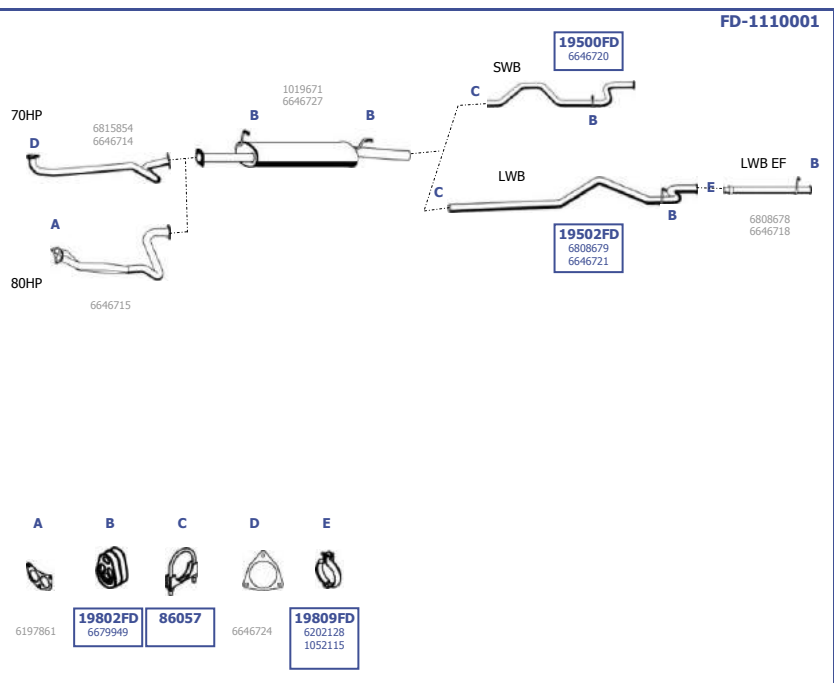 FD-1110001
19500FD
6646720
SWB
C
B
1019671
6646727
B
B
70HP
D
6815854
6646714
A
80HP
6646715
C
LWB
B
E
19502FD
6808679
6646721
LWB EF
B
6808678
6646718
A
B
C
D
E
6197861
19802FD
6679949
86057
6646724
19809FD
6202128
1052115